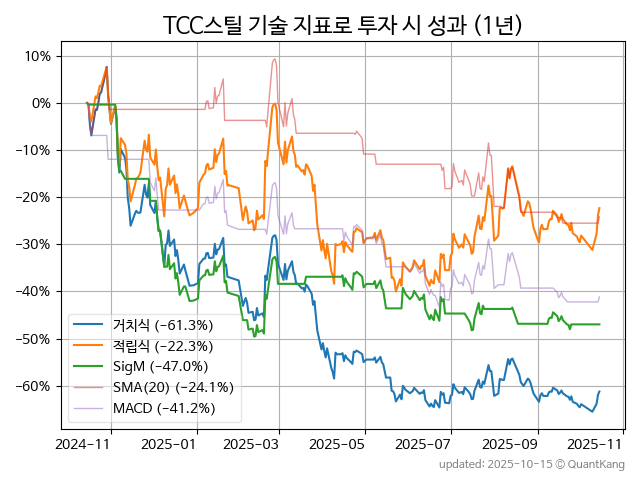 TCC스틸 기술 지표로 투자 시 성과 (1년)
10%
0%
−10%
−20%
−30%
−40%
−50%
−60%
거치식 (−61.3%)
적립식 (−22.3%)
SigM (−47.0%)
SMA(20) (−24.1%)
MACD (−41.2%)
2024-11 2025-01 2025-03 2025-05 2025-07 2025-09 2025-11
updated: 2025-10-15 © QuantKang